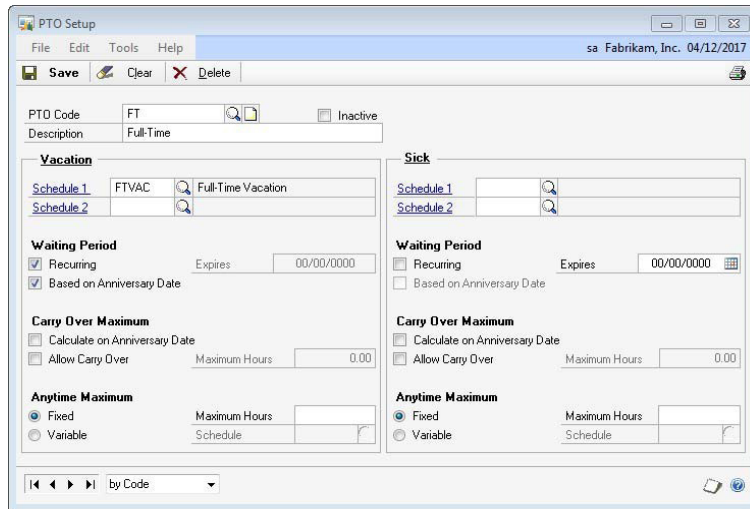 PTO Setup
File Edit Tools Help sa Fabrikam, Inc. 04/12/2017
Save Clear Delete
PTO Code FT Inactive
Description Full-Time
Vacation
Schedule 1 FTVAC Full-Time Vacation
Schedule 2
Waiting Period
Recurring Expires 00/00/0000
Based on Anniversary Date
Carry Over Maximum
Calculate on Anniversary Date
Allow Carry Over Maximum Hours 0.00
Anytime Maximum
Fixed Maximum Hours
Variable Schedule
Sick
Schedule 1
Schedule 2
Waiting Period
Recurring Expires 00/00/0000
Based on Anniversary Date
Carry Over Maximum
Calculate on Anniversary Date
Allow Carry Over Maximum Hours 0.00
Anytime Maximum
Fixed Maximum Hours
Variable Schedule
by Code